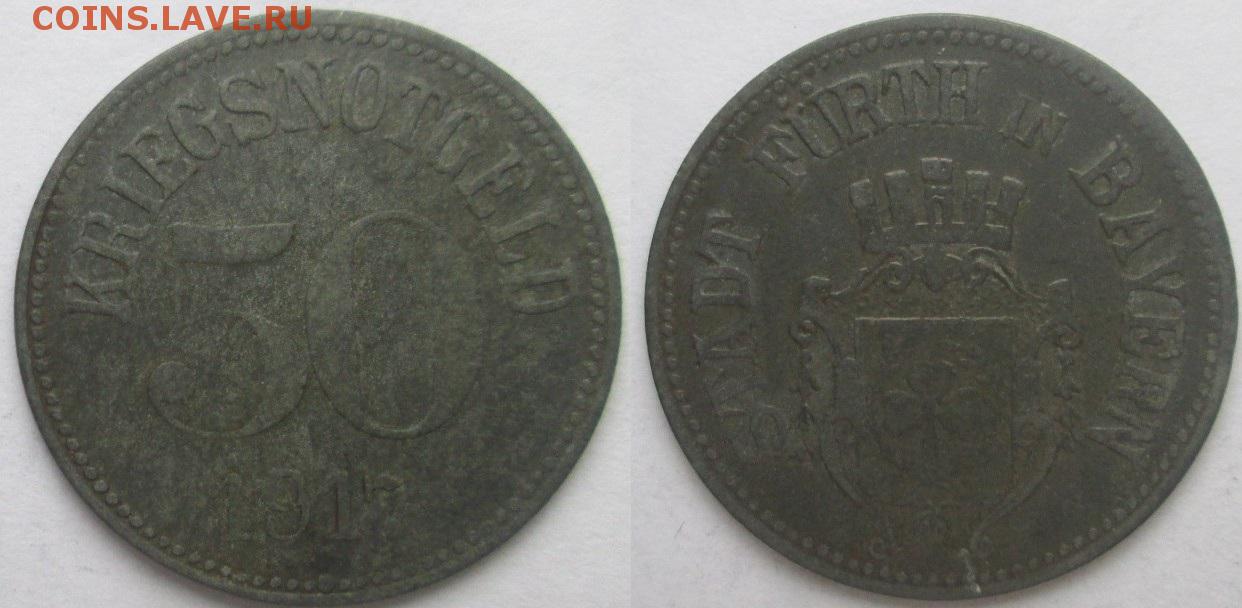 COINS.LAVE.RU
KRIEGSNOTGELD
50
1917
STADT FÜRTH IN BAYERN